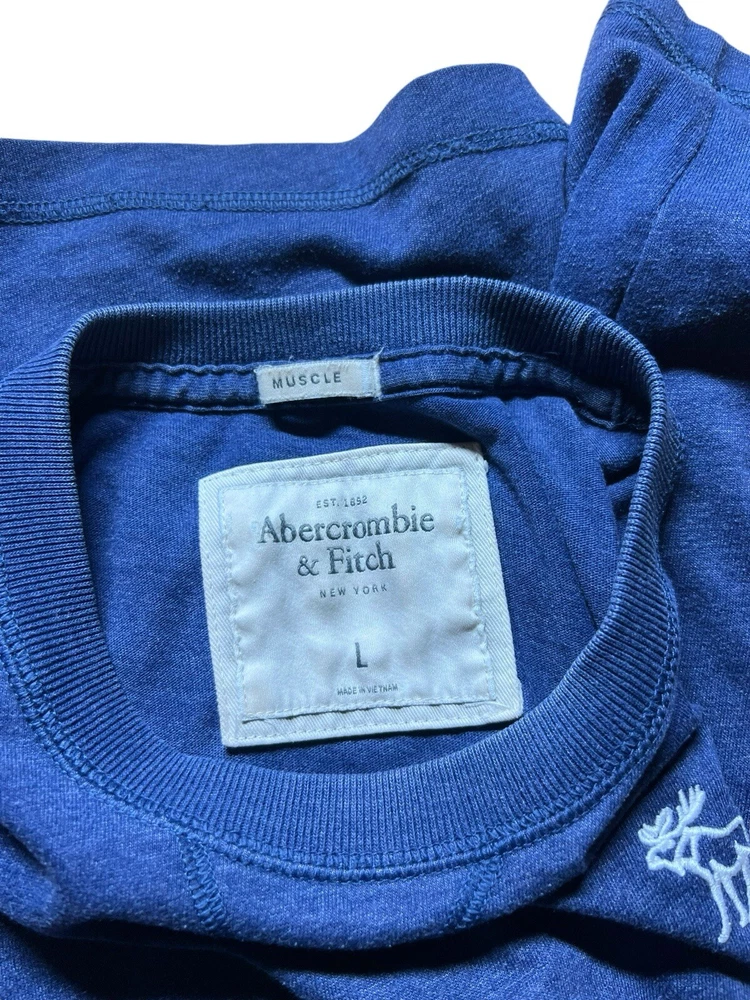 MUSCLE
EST. 1892
Abercrombie
& Fitch
NEW YORK
L
MADE IN VIETNAM